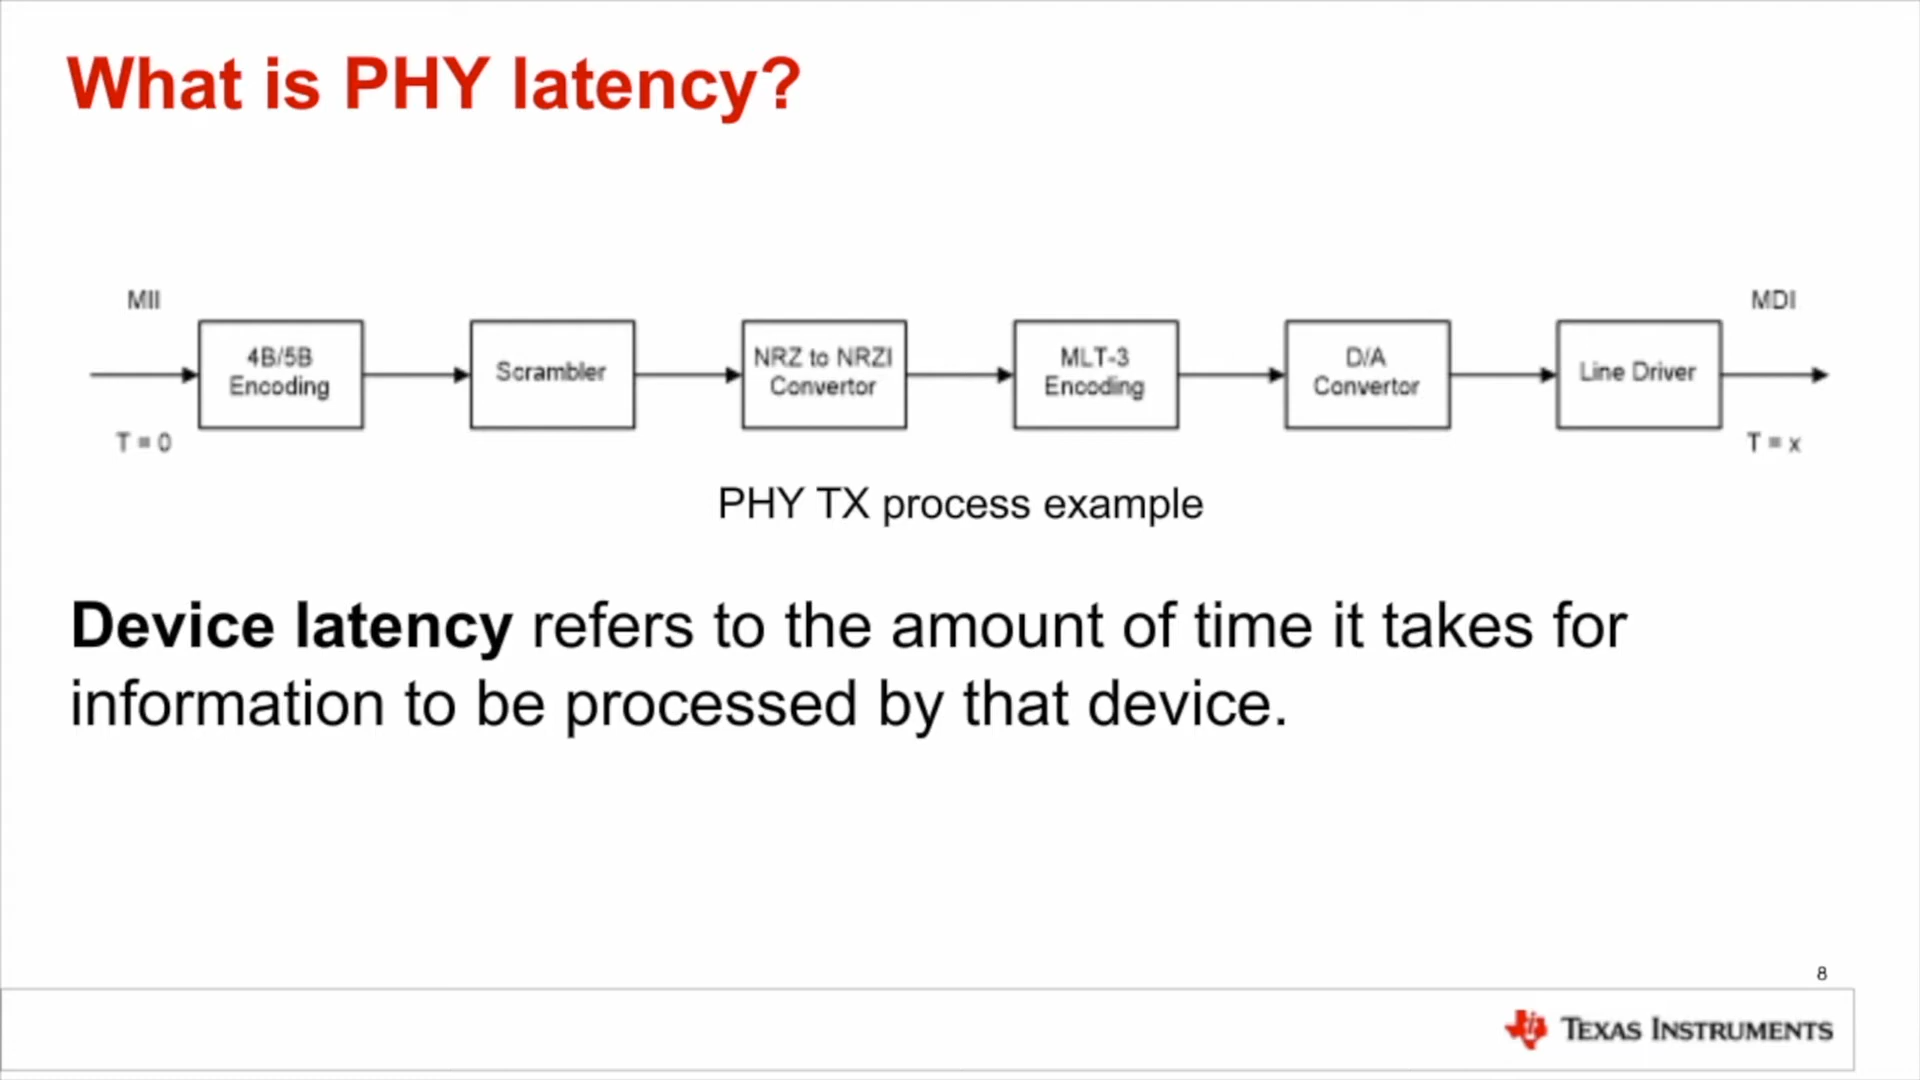 What is PHY latency?
MII
MDI
4B/5B
Encoding
Scrambler
NRZ to NRZI
Convertor
MLT-3
Encoding
D/A
Convertor
Line Driver
T = 0
T = x
PHY TX process example
Device latency refers to the amount of time it takes for
information to be processed by that device.
8
TEXAS INSTRUMENTS